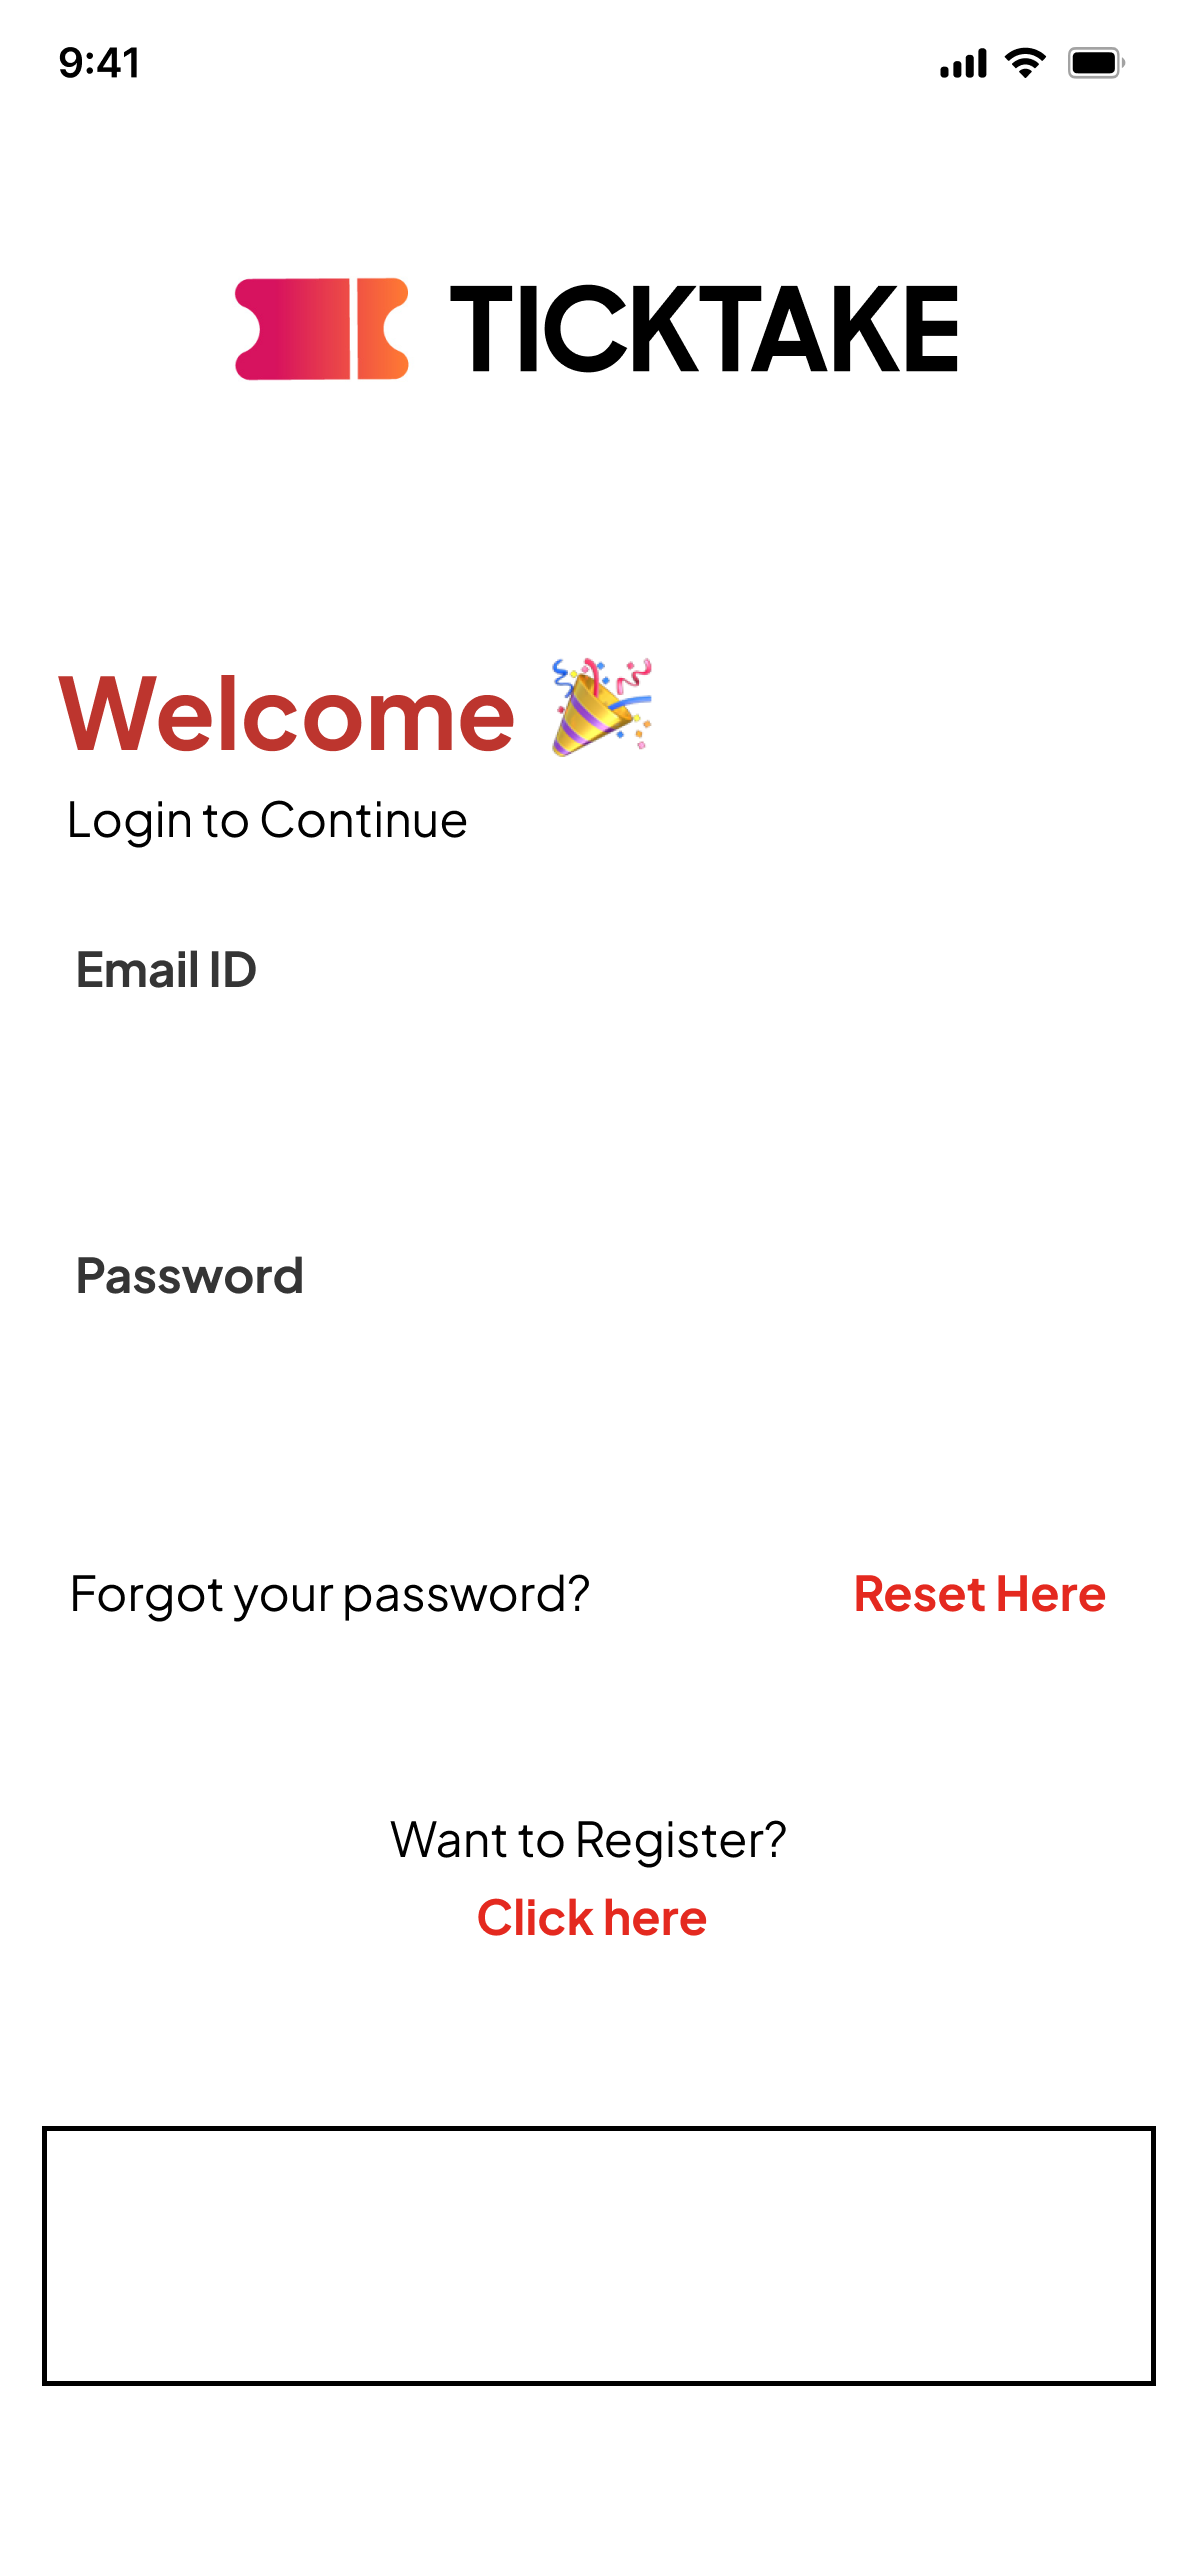 9:41
TICKTAKE
Welcome 🎉
Login to Continue
Email ID
Password
Forgot your password? Reset Here
Want to Register?
Click here